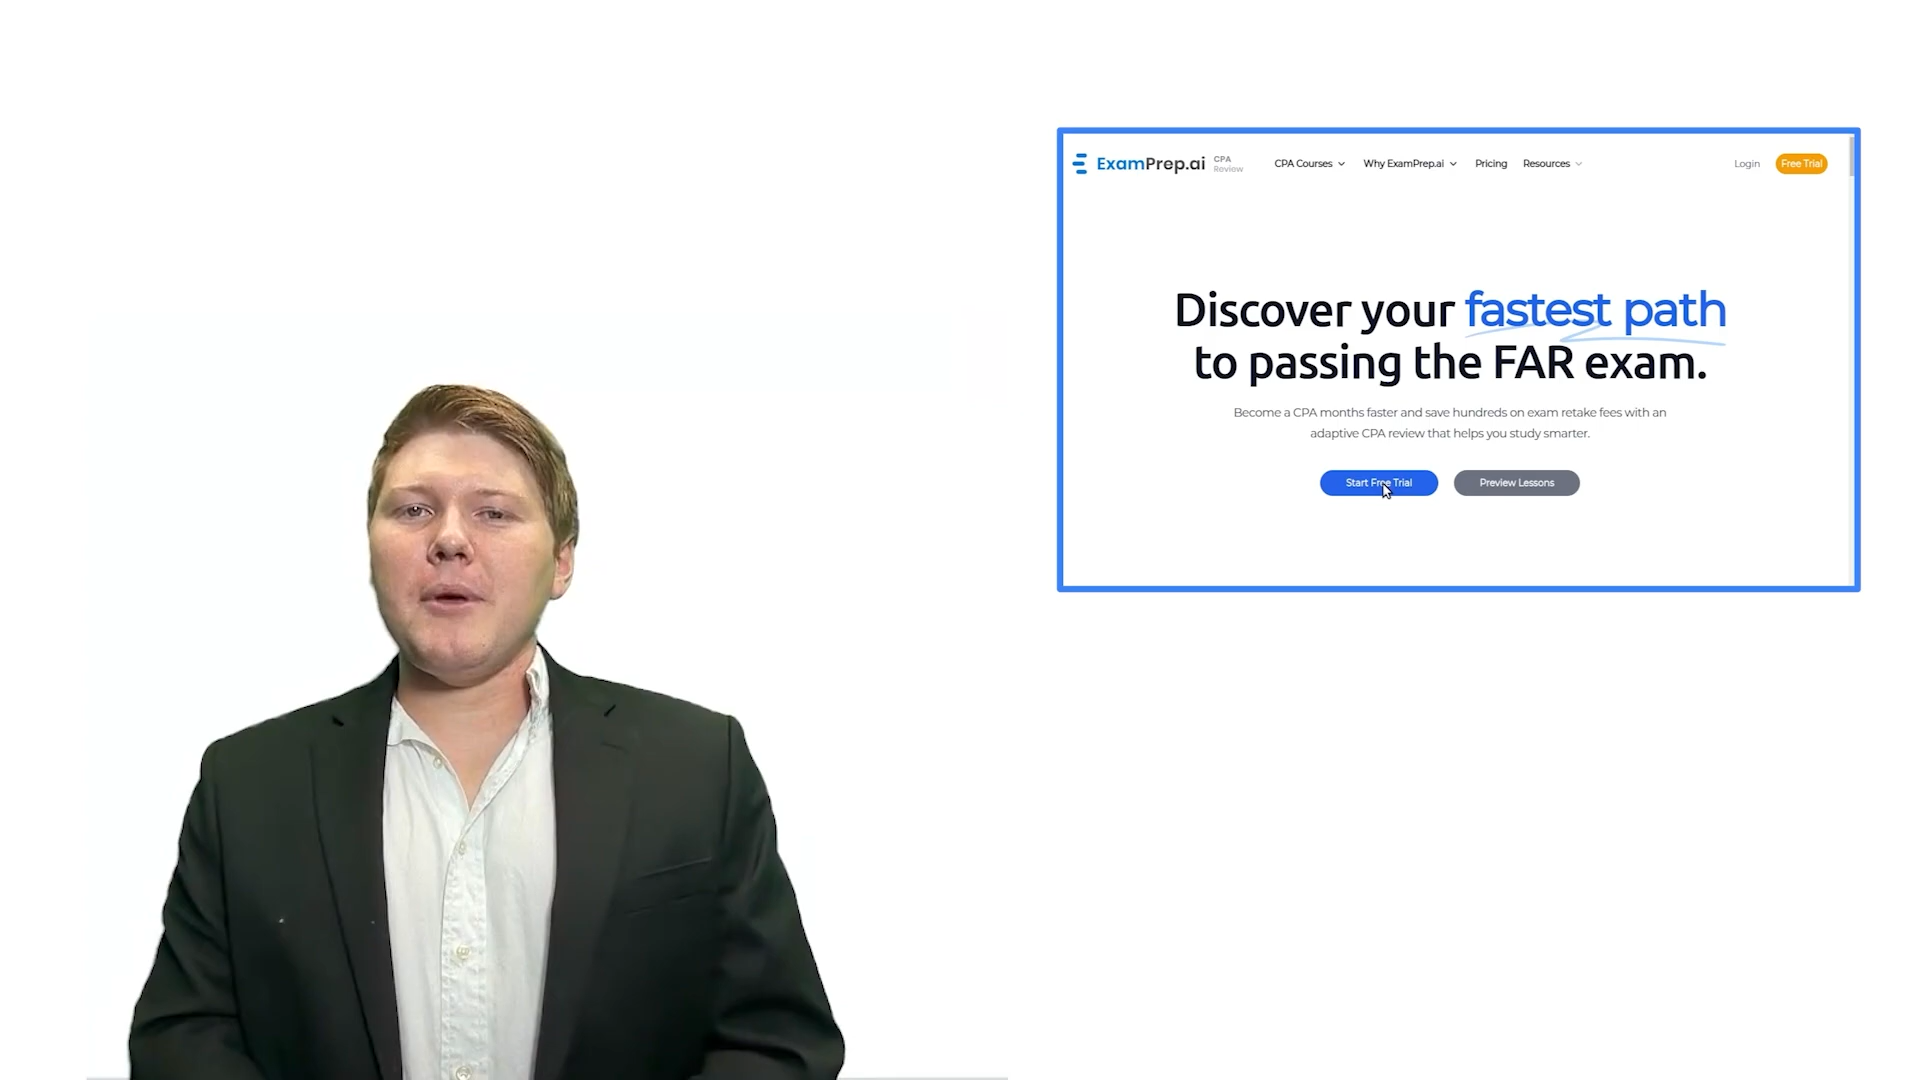 ExamPrep.ai CPA Review CPA Courses Why ExamPrep.ai Pricing Resources Login Free Trial
Discover your fastest path
to passing the FAR exam.
Become a CPA months faster and save hundreds on exam retake fees with an
adaptive CPA review that helps you study smarter.
Start Free Trial Preview Lessons